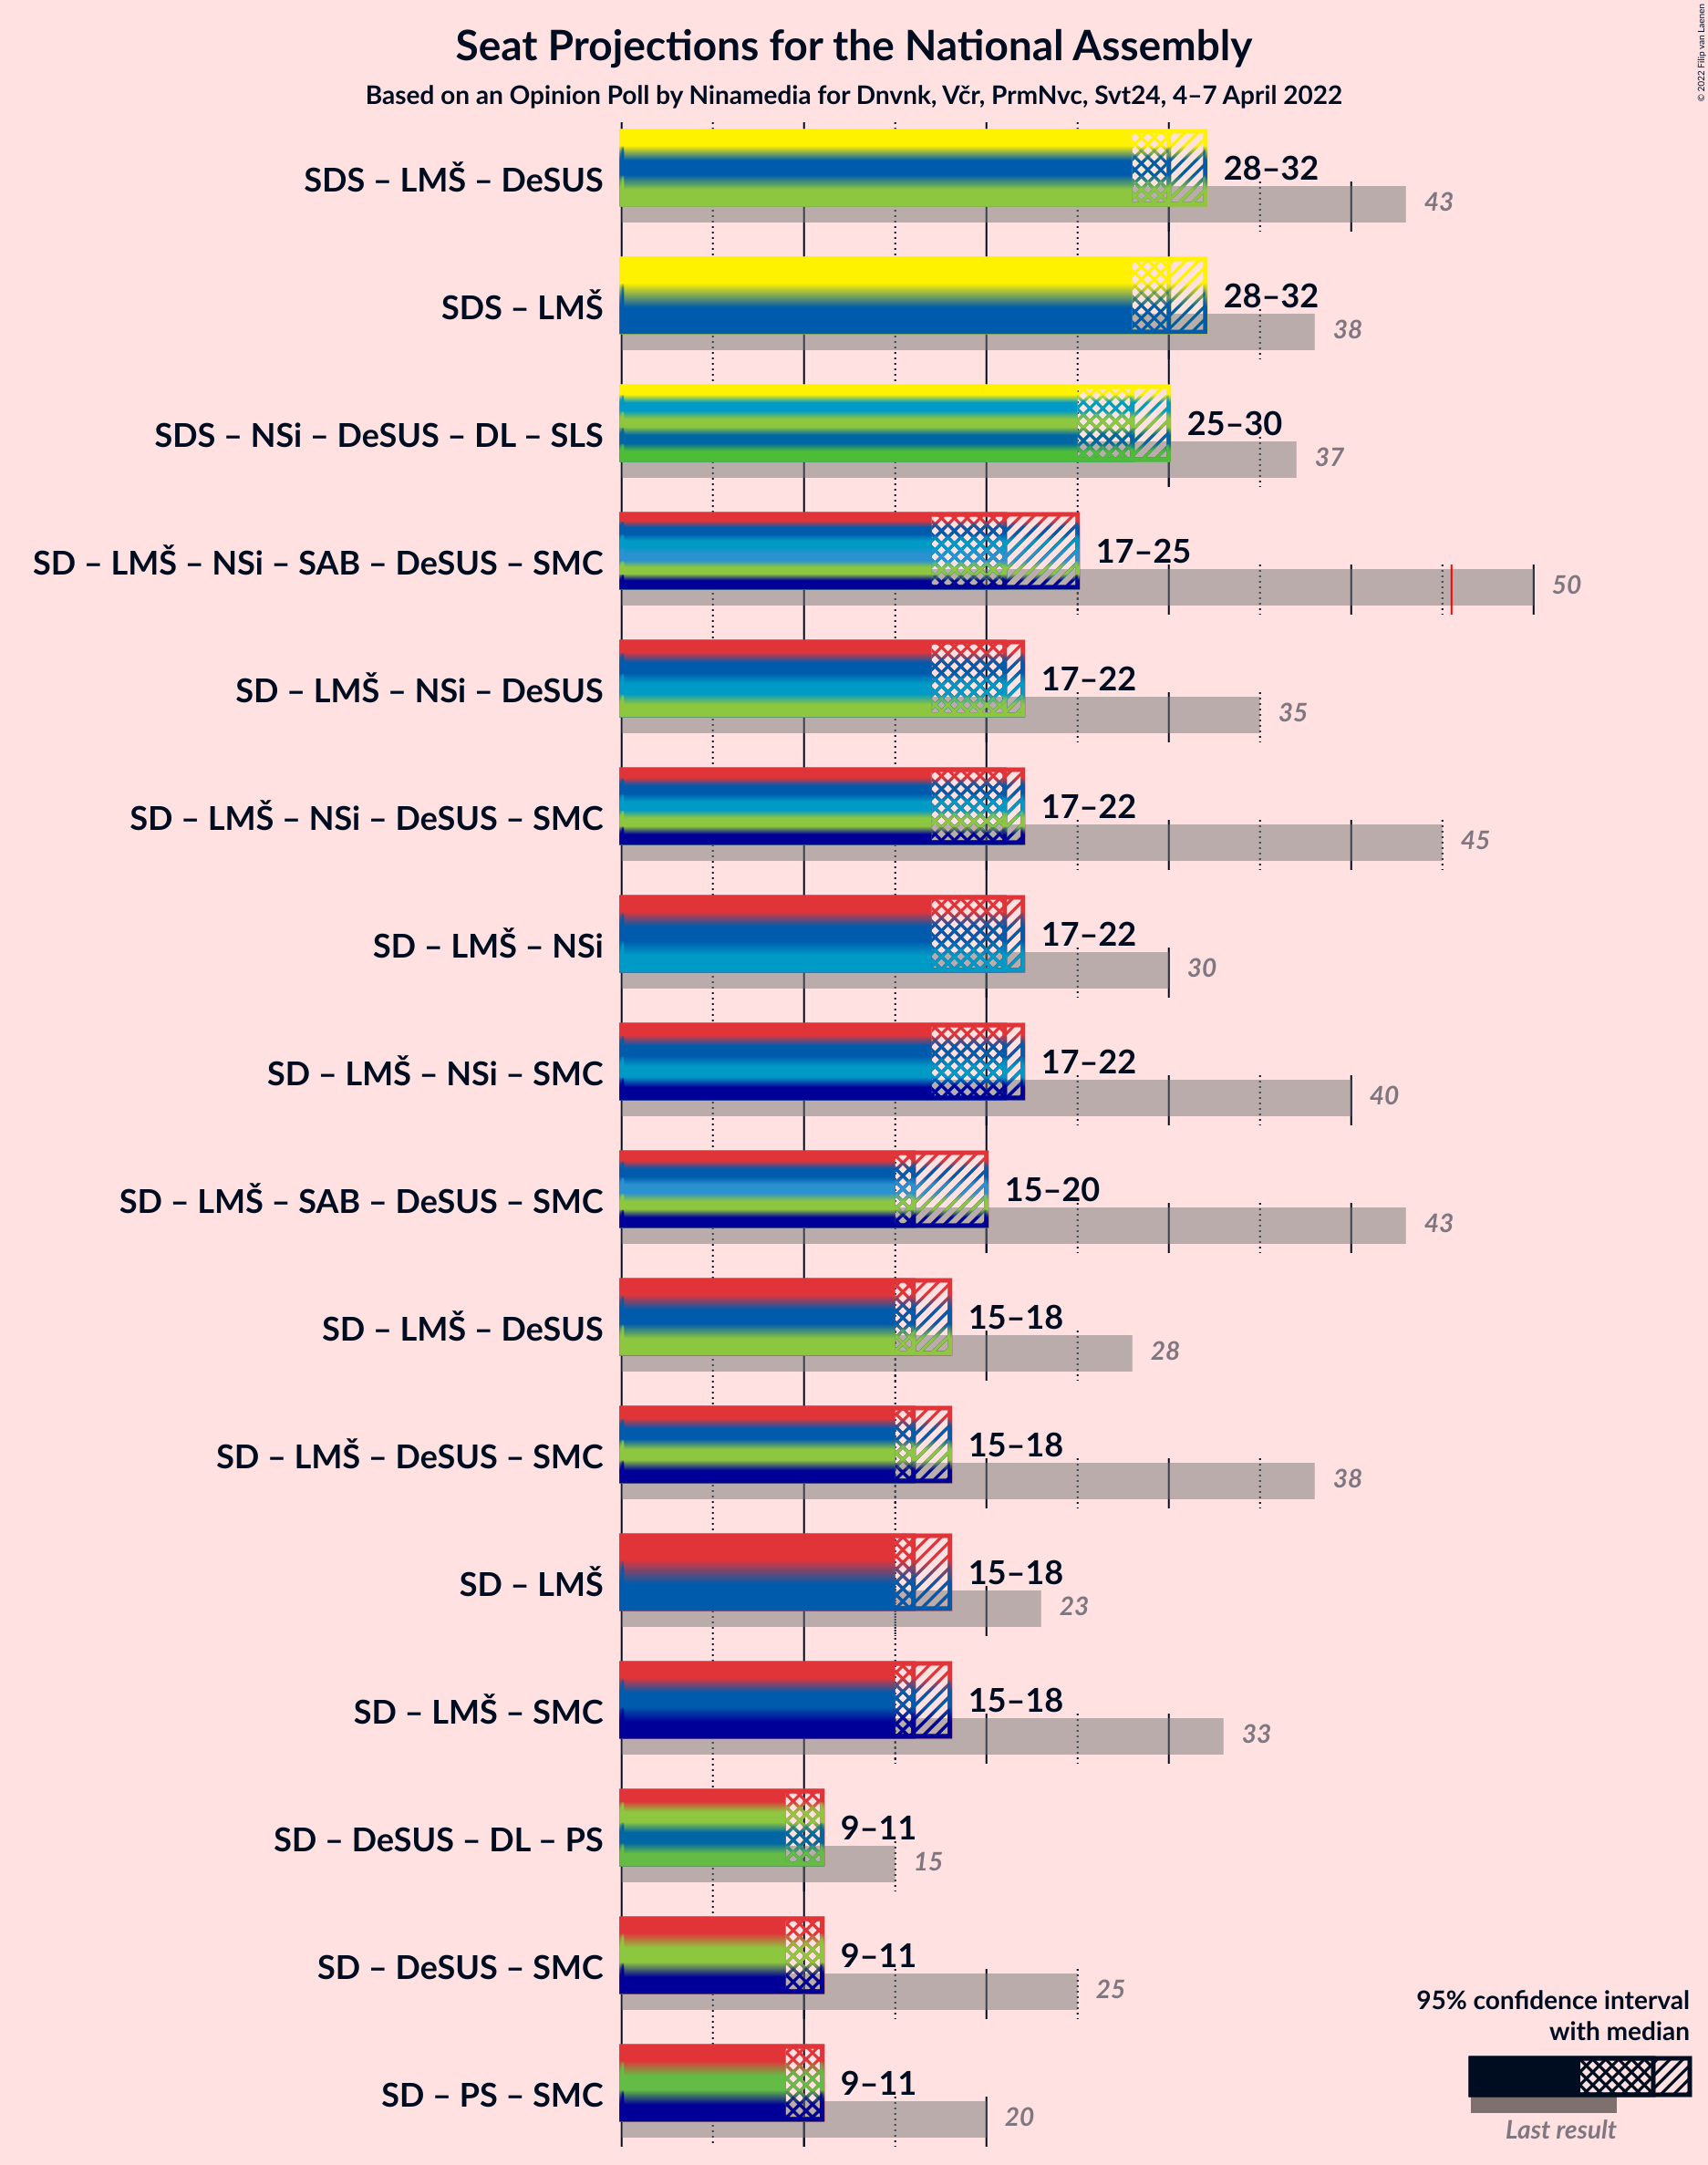 Seat Projections for the National Assembly
Based on an Opinion Poll by Ninamedia for Dnvnk, Včr, PrmNvc, Svt24, 4–7 April 2022
© 2022 Filip van Laenen
SDS – LMŠ – DeSUS
28–32
43
SDS – LMŠ
28–32
38
SDS – NSi – DeSUS – DL – SLS
25–30
37
SD – LMŠ – NSi – SAB – DeSUS – SMC
17–25
50
SD – LMŠ – NSi – DeSUS
17–22
35
SD – LMŠ – NSi – DeSUS – SMC
17–22
45
SD – LMŠ – NSi
17–22
30
SD – LMŠ – NSi – SMC
17–22
40
SD – LMŠ – SAB – DeSUS – SMC
15–20
43
SD – LMŠ – DeSUS
15–18
28
SD – LMŠ – DeSUS – SMC
15–18
38
SD – LMŠ
15–18
23
SD – LMŠ – SMC
15–18
33
SD – DeSUS – DL – PS
9–11
15
SD – DeSUS – SMC
9–11
25
SD – PS – SMC
9–11
20
95% confidence interval
with median
Last result